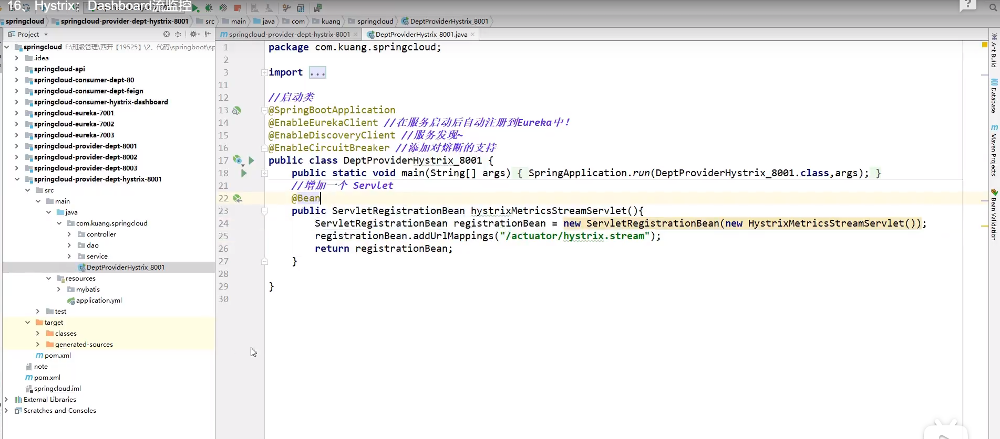 16、Hystrix：Dashboard流监控
springcloud
springcloud-provider-dept-hystrix-8001
src
main
java
com
kuang
springcloud
DeptProviderHystrix_8001
Project
springcloud-provider-dept-hystrix-8001
DeptProviderHystrix_8001.java
springcloud F:\班级管理\西开【19525】\2、代码\springboot\sp
.idea
springcloud-api
springcloud-consumer-dept-80
springcloud-consumer-dept-feign
springcloud-consumer-hystrix-dashboard
springcloud-eureka-7001
springcloud-eureka-7002
springcloud-eureka-7003
springcloud-provider-dept-8001
springcloud-provider-dept-8002
springcloud-provider-dept-8003
springcloud-provider-dept-hystrix-8001
src
main
java
com.kuang.springcloud
controller
dao
service
DeptProviderHystrix_8001
resources
mybatis
application.yml
test
target
classes
generated-sources
pom.xml
note
pom.xml
springcloud.iml
External Libraries
Scratches and Consoles
1 package com.kuang.springcloud;
2
3 import ...
11
12 //启动类
13 @SpringBootApplication
14 @EnableEurekaClient //在服务启动后自动注册到Eureka中！
15 @EnableDiscoveryClient //服务发现~
16 @EnableCircuitBreaker //添加对熔断的支持
17 public class DeptProviderHystrix_8001 {
18 public static void main(String[] args) { SpringApplication.run(DeptProviderHystrix_8001.class,args); }
21 //增加一个 Servlet
22 @Bean
23 public ServletRegistrationBean hystrixMetricsStreamServlet(){
24 ServletRegistrationBean registrationBean = new ServletRegistrationBean(new HystrixMetricsStreamServlet());
25 registrationBean.addUrlMappings("/actuator/hystrix.stream");
26 return registrationBean;
27 }
28
29 }
30
Ant Build
Database
Maven Projects
Bean Validation